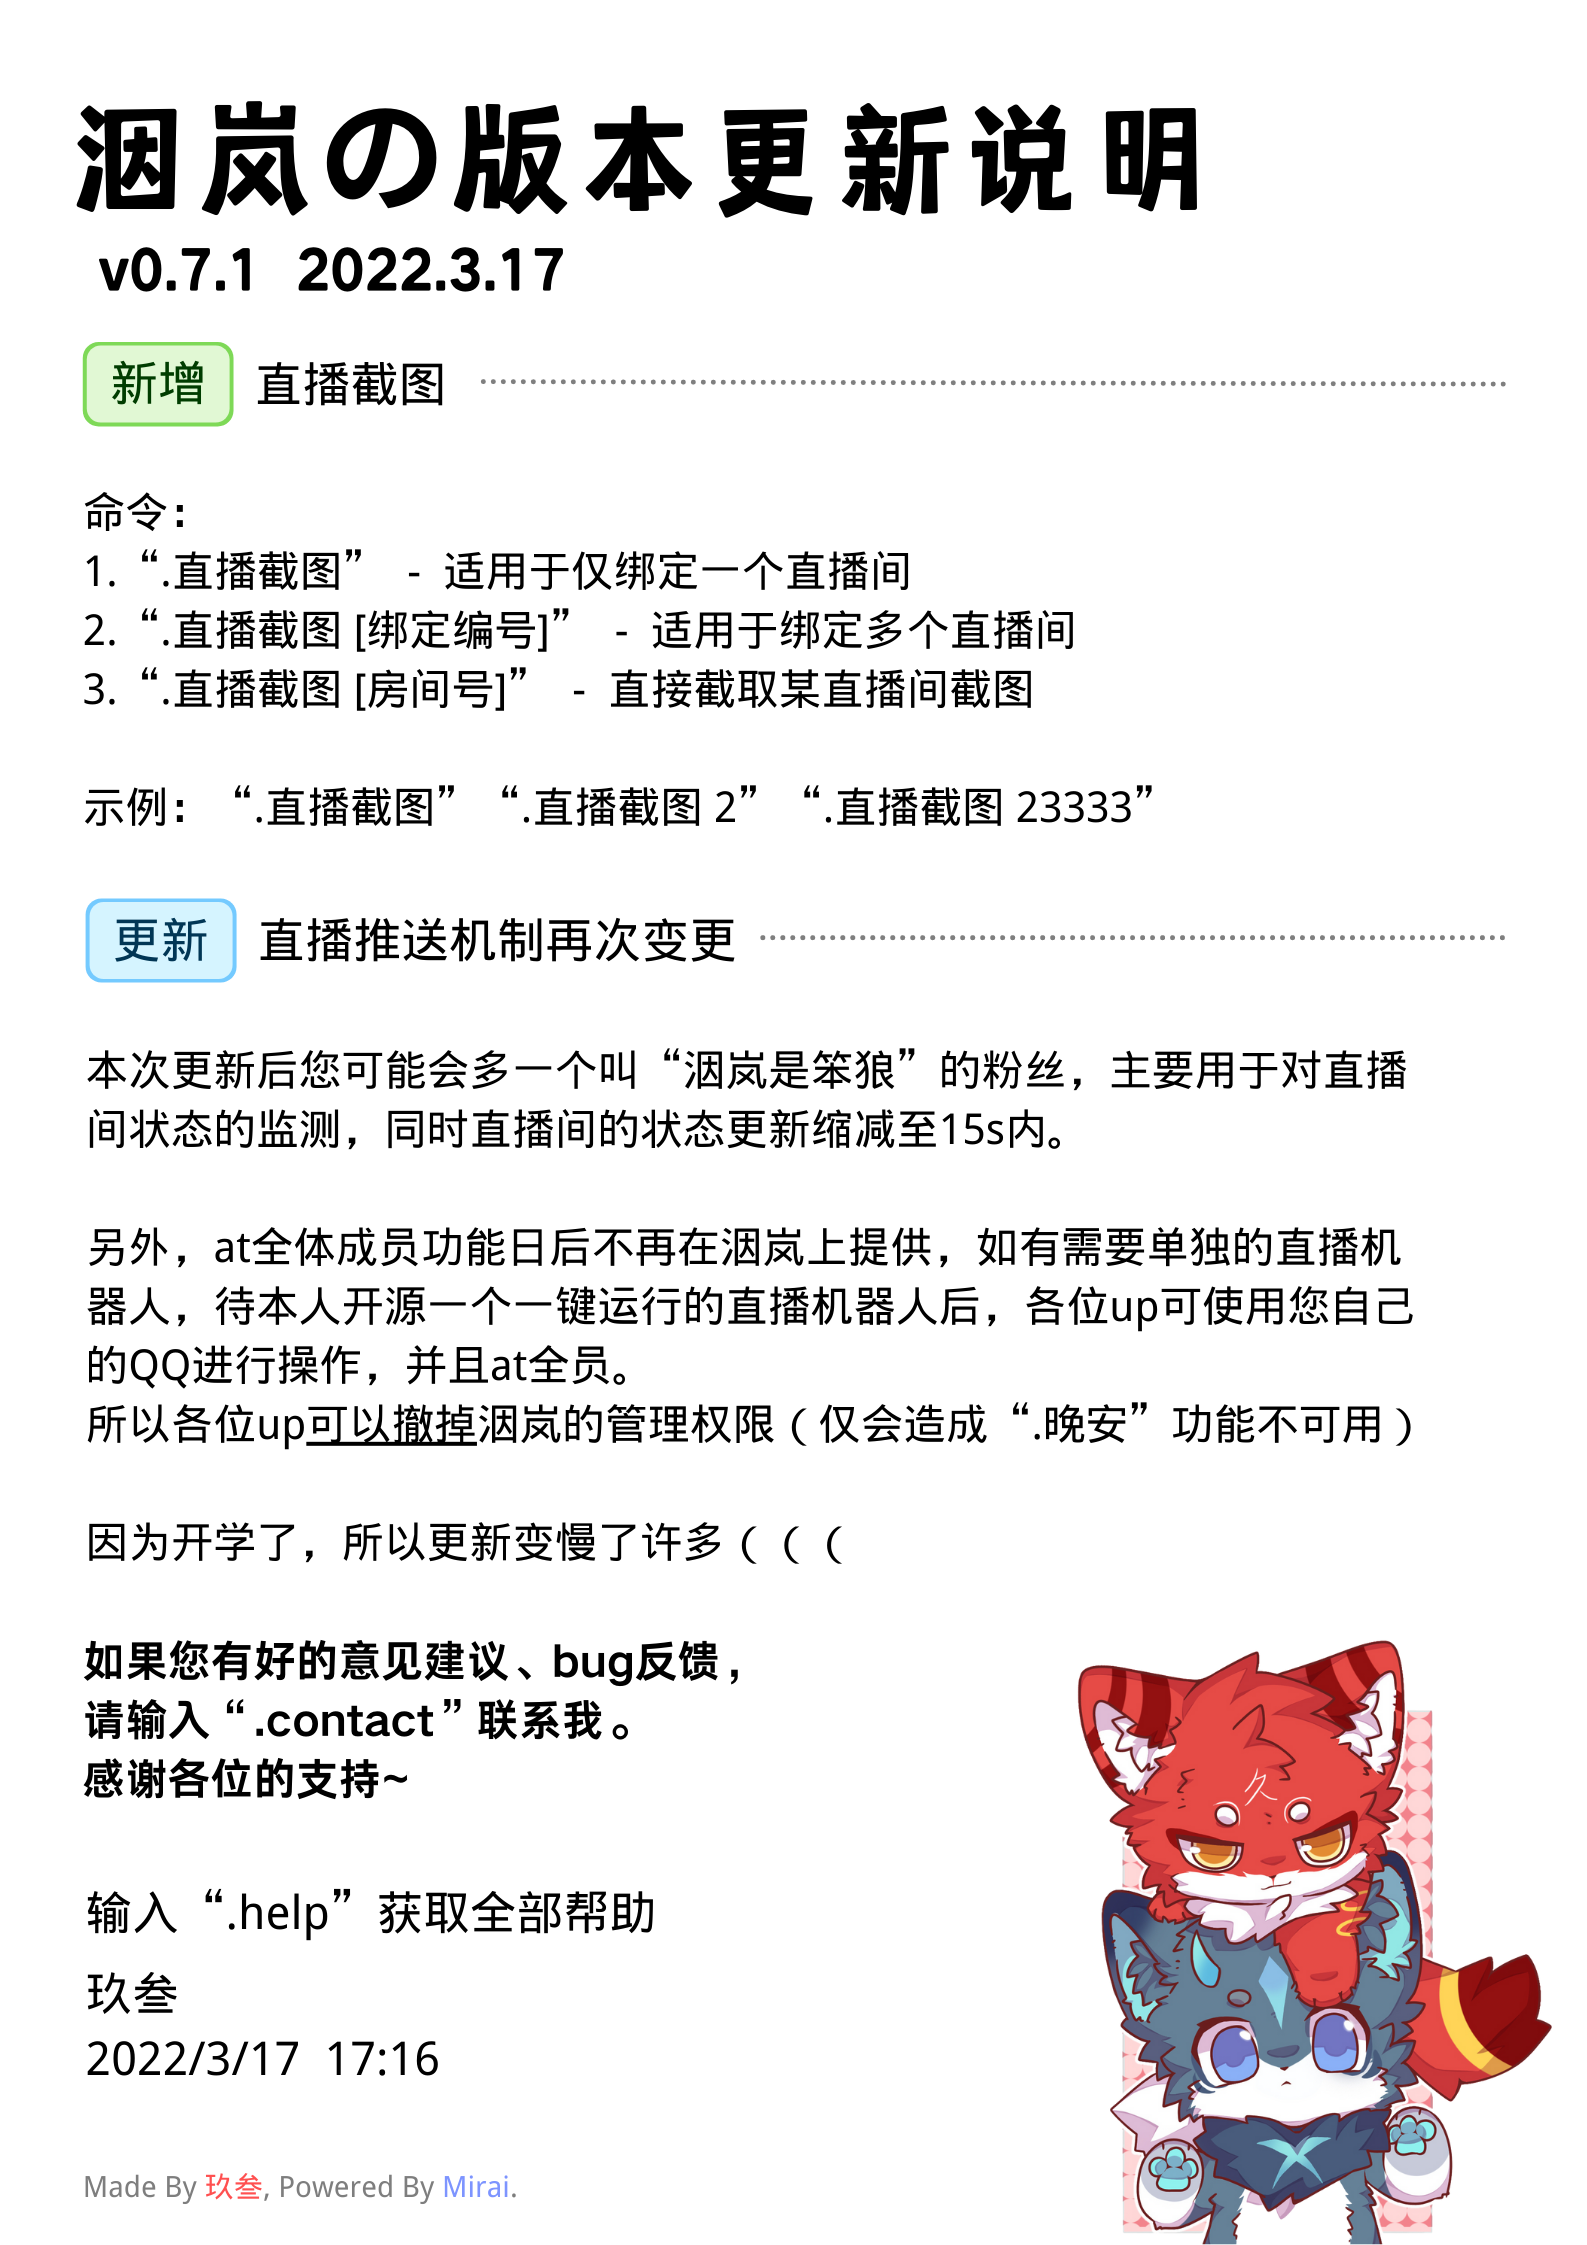 洇岚の版本更新说明
v0.7.1 2022.3.17
新增 直播截图
命令：
1. “.直播截图” - 适用于仅绑定一个直播间
2. “.直播截图 [绑定编号]” - 适用于绑定多个直播间
3. “.直播截图 [房间号]” - 直接截取某直播间截图
示例： “.直播截图” “.直播截图 2” “.直播截图 23333”
更新 直播推送机制再次变更
本次更新后您可能会多一个叫“洇岚是笨狼”的粉丝，主要用于对直播
间状态的监测，同时直播间的状态更新缩减至15s内。
另外，at全体成员功能日后不再在洇岚上提供，如有需要单独的直播机
器人，待本人开源一个一键运行的直播机器人后，各位up可使用您自己
的QQ进行操作，并且at全员。
所以各位up可以撤掉洇岚的管理权限（仅会造成“.晚安”功能不可用）
因为开学了，所以更新变慢了许多（（（
如果您有好的意见建议、bug反馈，
请输入“.contact”联系我。
感谢各位的支持~
输入“.help”获取全部帮助
玖叁
2022/3/17 17:16
久
Made By 玖叁, Powered By Mirai.